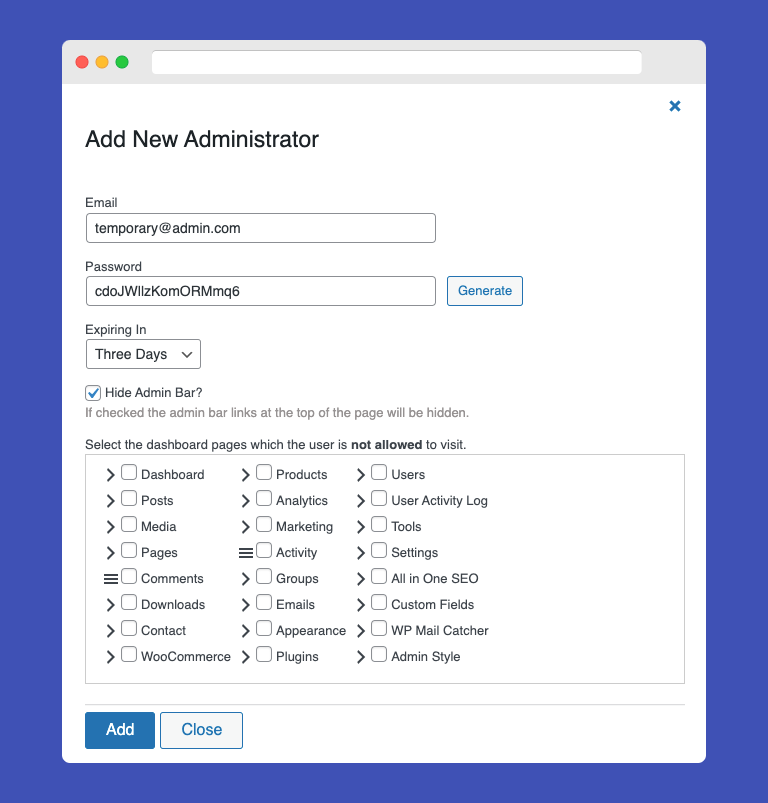 Add New Administrator
Email
temporary@admin.com
Password
cdoJWllzKomORMmq6
Generate
Expiring In
Three Days
Hide Admin Bar?
If checked the admin bar links at the top of the page will be hidden.
Select the dashboard pages which the user is not allowed to visit.
Dashboard Products Users
Posts Analytics User Activity Log
Media Marketing Tools
Pages Activity Settings
Comments Groups All in One SEO
Downloads Emails Custom Fields
Contact Appearance WP Mail Catcher
WooCommerce Plugins Admin Style
Add Close